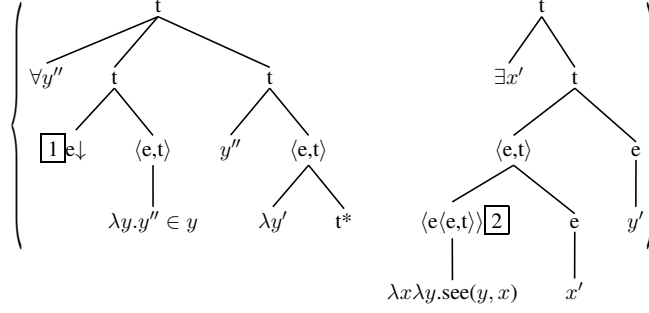 t t
∀y″ t t ∃x′ t
1 e↓ ⟨e,t⟩ y″ ⟨e,t⟩ ⟨e,t⟩ e
λy.y″ ∈ y λy′ t* ⟨e⟨e,t⟩⟩ 2 e y′
λxλy.see(y, x) x′